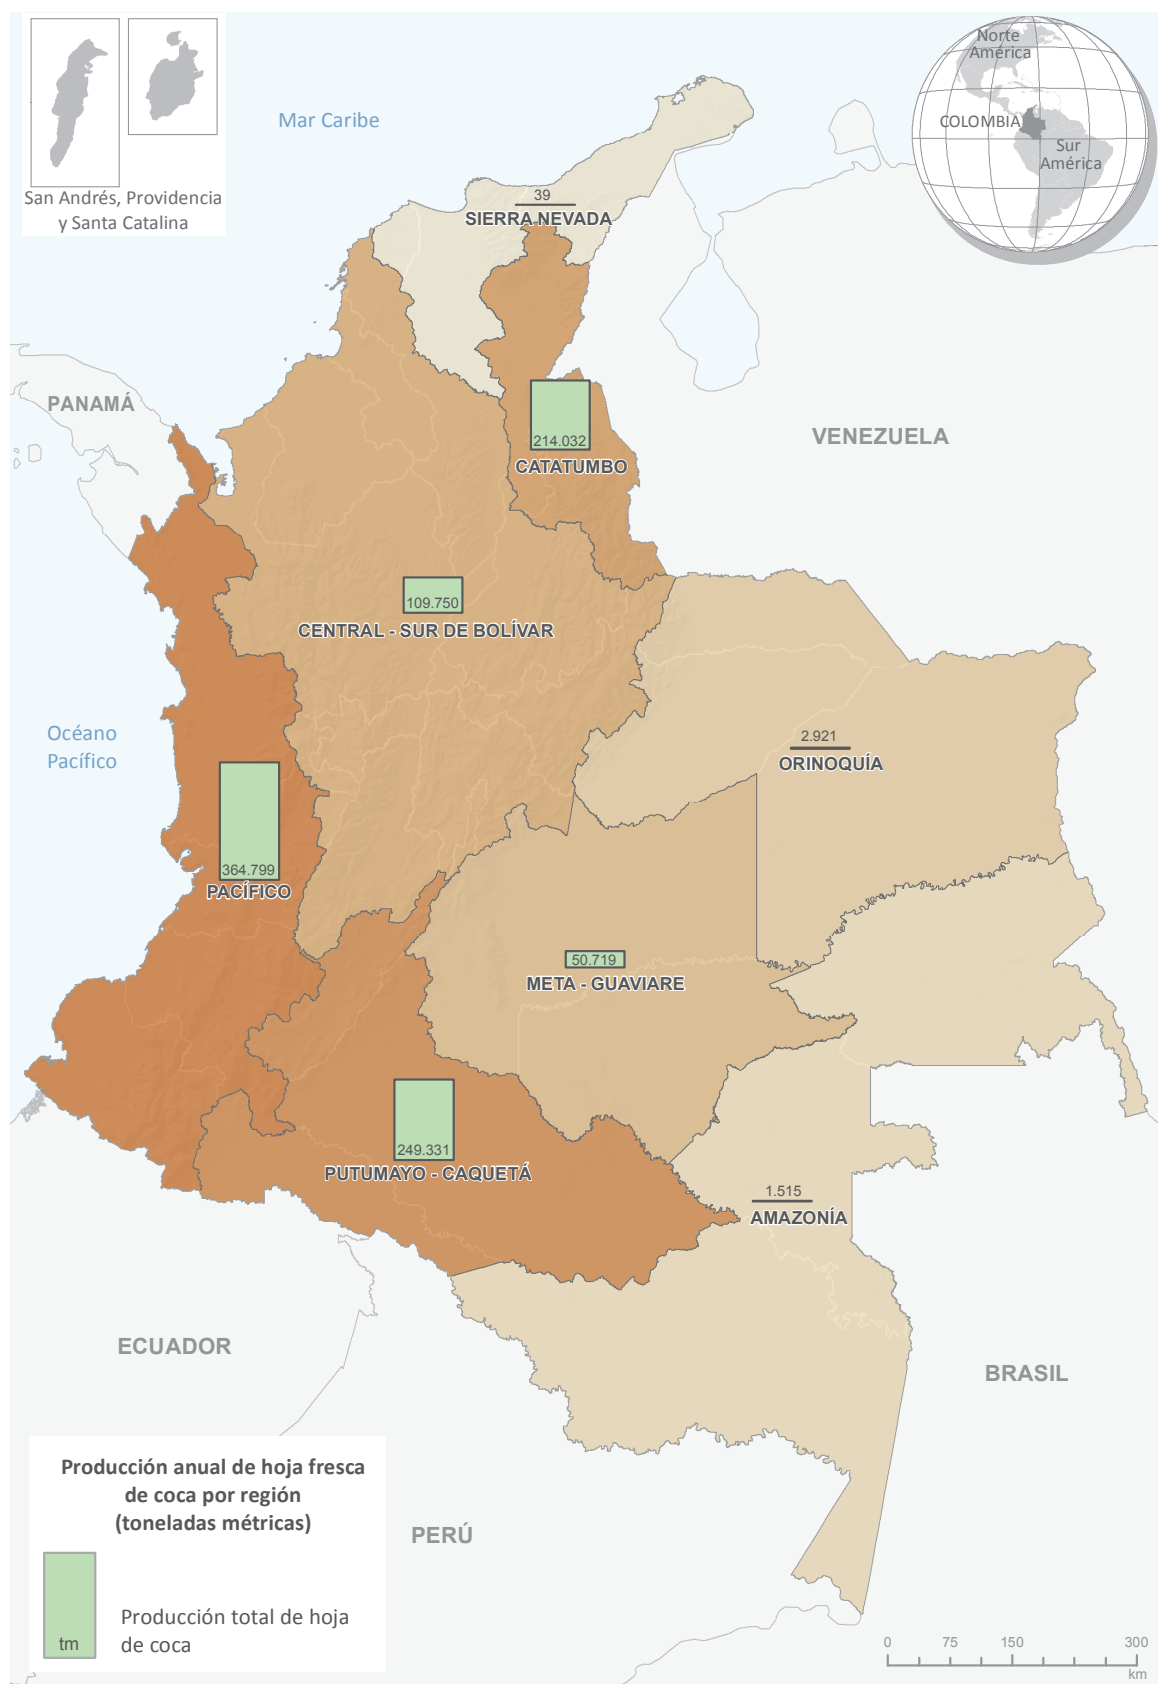 Norte
América
COLOMBIA
Sur
América
Mar Caribe
San Andrés, Providencia
y Santa Catalina
39
SIERRA NEVADA
PANAMÁ
VENEZUELA
214.032
CATATUMBO
109.750
CENTRAL - SUR DE BOLÍVAR
Océano
Pacífico
2.921
ORINOQUÍA
364.799
PACÍFICO
50.719
META - GUAVIARE
249.331
PUTUMAYO - CAQUETÁ
1.515
AMAZONÍA
ECUADOR
BRASIL
PERÚ
Producción anual de hoja fresca
de coca por región
(toneladas métricas)
tm
Producción total de hoja
de coca
0 75 150 300
km